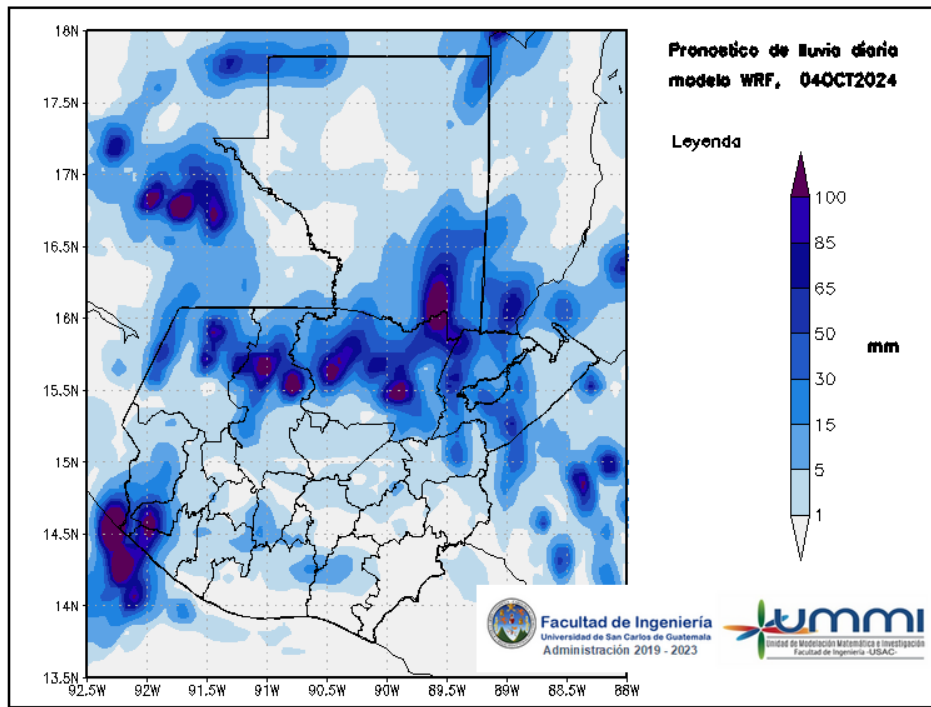 Pronostico de lluvia diaria
modelo WRF, 04OCT2024
Leyenda
100
85
65
50
30
15
5
1
mm
18N
17.5N
17N
16.5N
16N
15.5N
15N
14.5N
14N
13.5N
92.5W
92W
91.5W
91W
90.5W
90W
89.5W
89W
88.5W
88W
Facultad de Ingeniería
Universidad de San Carlos de Guatemala
Administración 2019 - 2023
UMMI
Unidad de Modelación Matemática e Investigación
Facultad de Ingeniería -USAC-